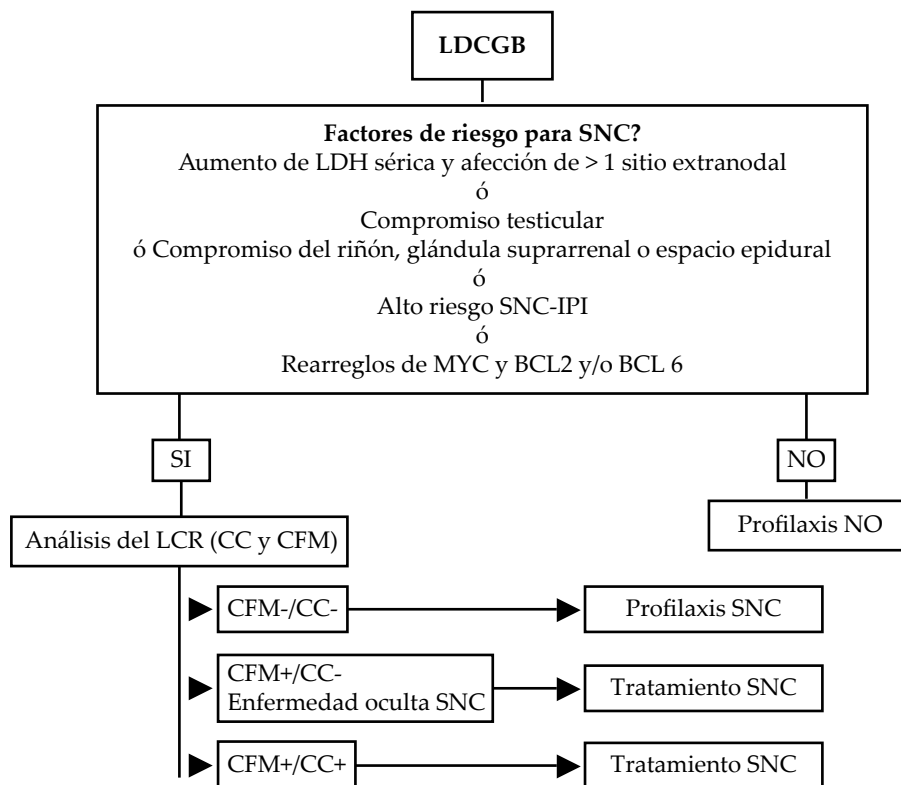 LDCGB
Factores de riesgo para SNC?
Aumento de LDH sérica y afección de > 1 sitio extranodal
ó
Compromiso testicular
ó Compromiso del riñón, glándula suprarrenal o espacio epidural
ó
Alto riesgo SNC-IPI
ó
Rearreglos de MYC y BCL2 y/o BCL 6
SI
NO
Análisis del LCR (CC y CFM)
Profilaxis NO
CFM-/CC-
Profilaxis SNC
CFM+/CC-
Enfermedad oculta SNC
Tratamiento SNC
CFM+/CC+
Tratamiento SNC